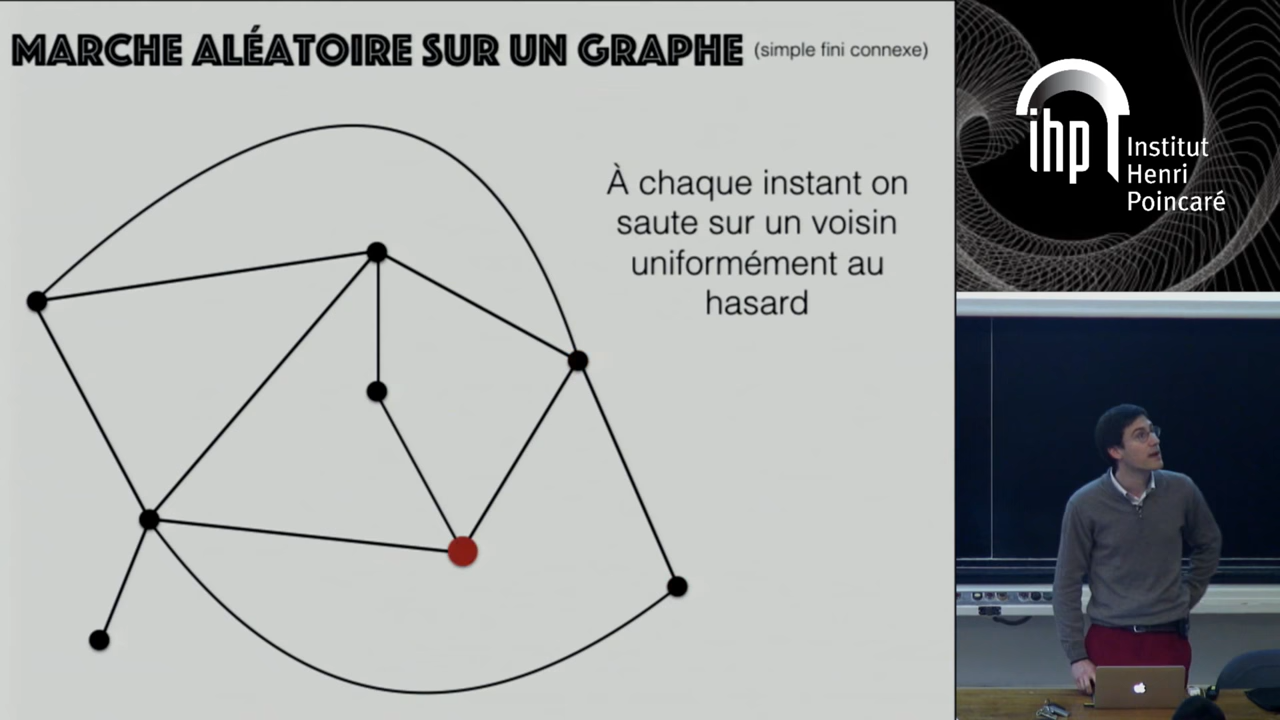 MARCHE ALÉATOIRE SUR UN GRAPHE (simple fini connexe)
À chaque instant on
saute sur un voisin
uniformément au
hasard
ihp Institut
Henri
Poincaré